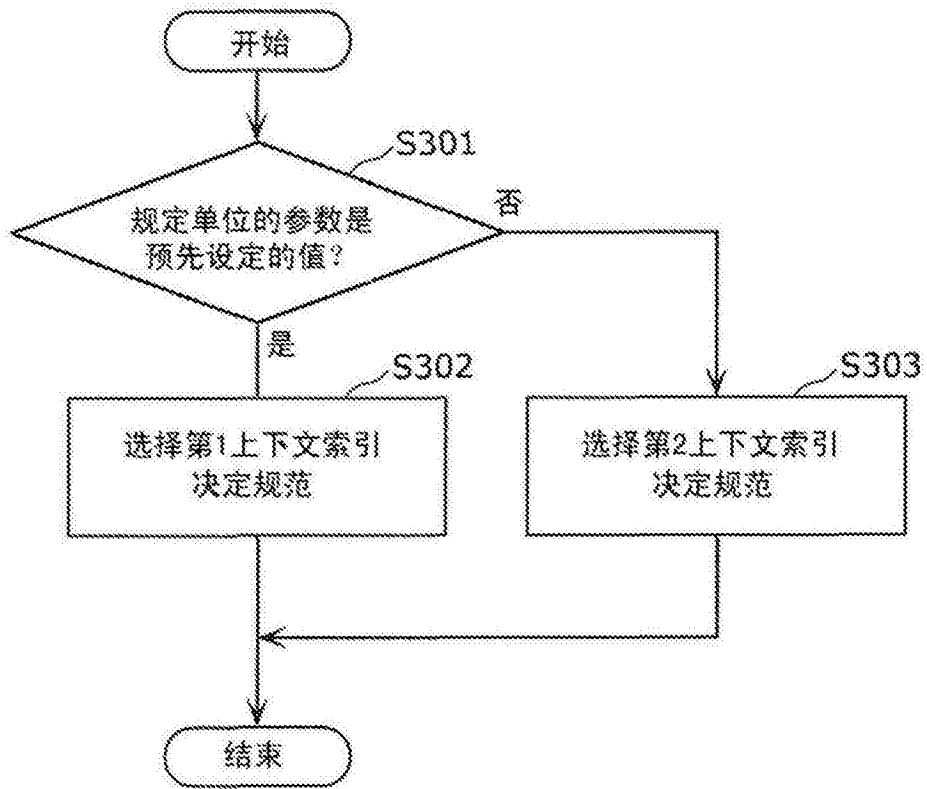 开始
S301
规定单位的参数是
预先设定的值?
否
是
S302
选择第1上下文索引
决定规范
S303
选择第2上下文索引
决定规范
结束